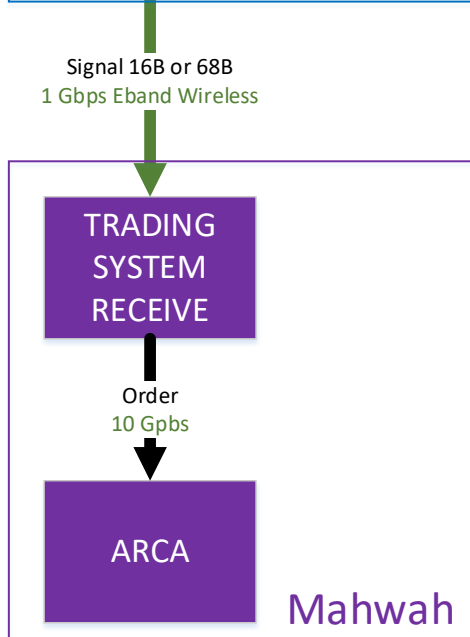 Signal 16B or 68B
1 Gbps Eband Wireless
TRADING
SYSTEM
RECEIVE
Order
10 Gpbs
ARCA
Mahwah